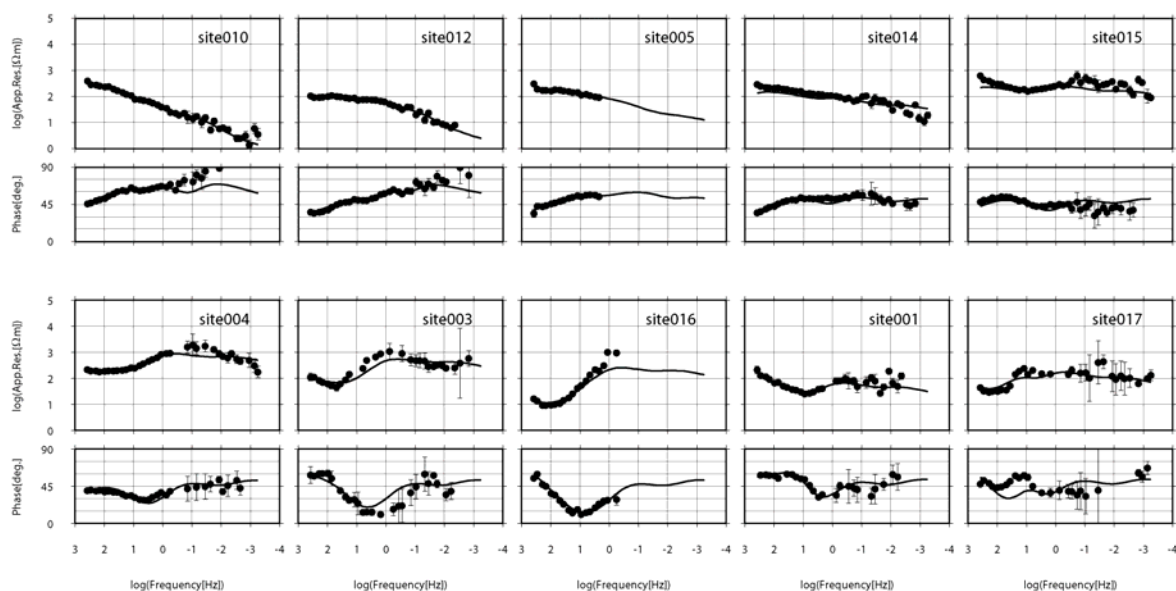 site010 site012 site005 site014 site015
log(App.Res.[Ωm]) 5 4 3 2 1 0
Phase[deg.] 90 45 0
site004 site003 site016 site001 site017
log(App.Res.[Ωm]) 5 4 3 2 1 0
Phase[deg.] 90 45 0
3 2 1 0 -1 -2 -3 -4 3 2 1 0 -1 -2 -3 -4 3 2 1 0 -1 -2 -3 -4 3 2 1 0 -1 -2 -3 -4 3 2 1 0 -1 -2 -3 -4
log(Frequency[Hz]) log(Frequency[Hz]) log(Frequency[Hz]) log(Frequency[Hz]) log(Frequency[Hz])